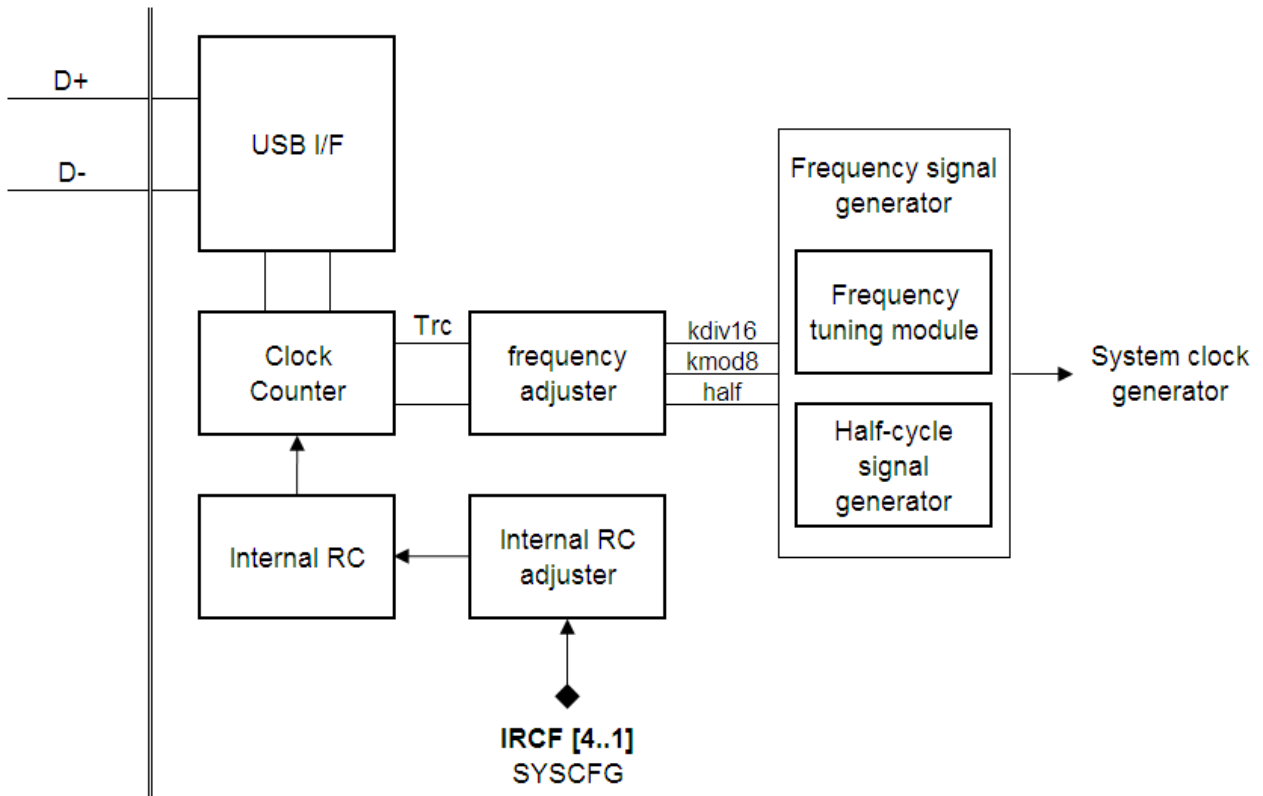 D+
D-
USB I/F
Clock
Counter
Trc
frequency
adjuster
kdiv16
kmod8
half
Frequency signal
generator
Frequency
tuning module
Half-cycle
signal
generator
System clock
generator
Internal RC
Internal RC
adjuster
IRCF [4..1]
SYSCFG